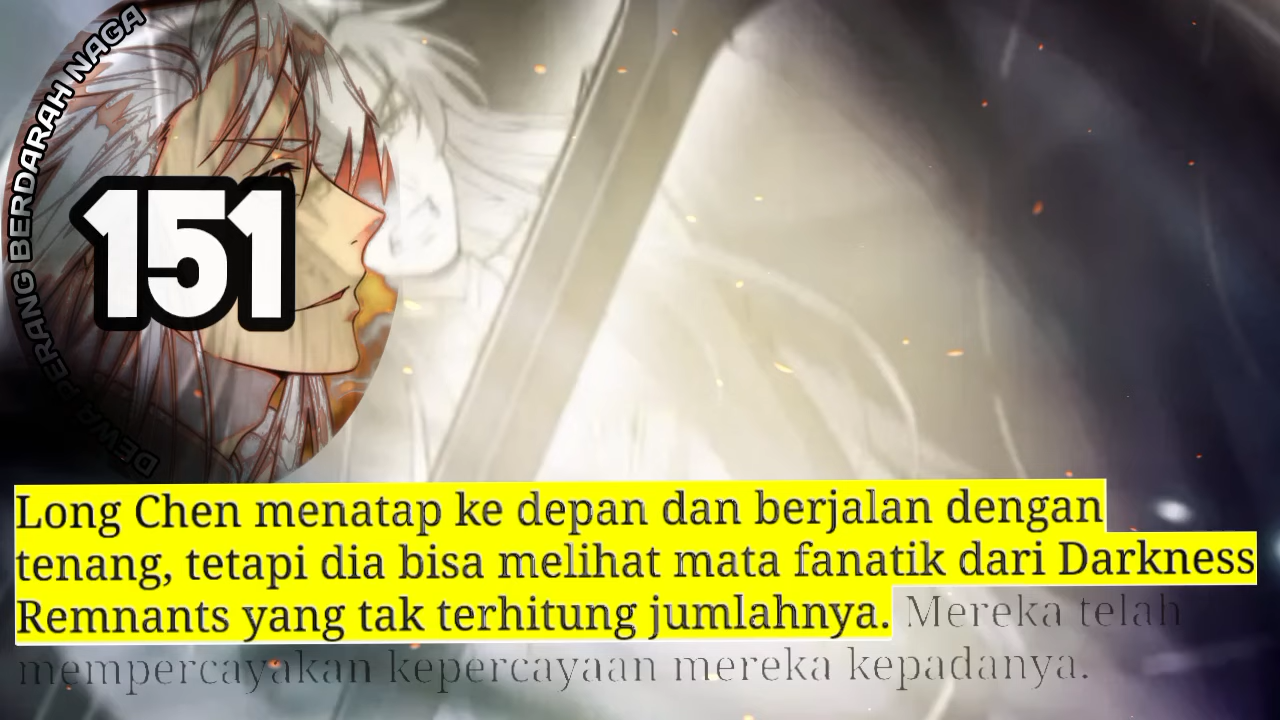 DEWA PERANG BERDARAH NAGA
151
Long Chen menatap ke depan dan berjalan dengan
tenang, tetapi dia bisa melihat mata fanatik dari Darkness
Remnants yang tak terhitung jumlahnya. Mereka telah
mempercayakan kepercayaan mereka kepadanya.